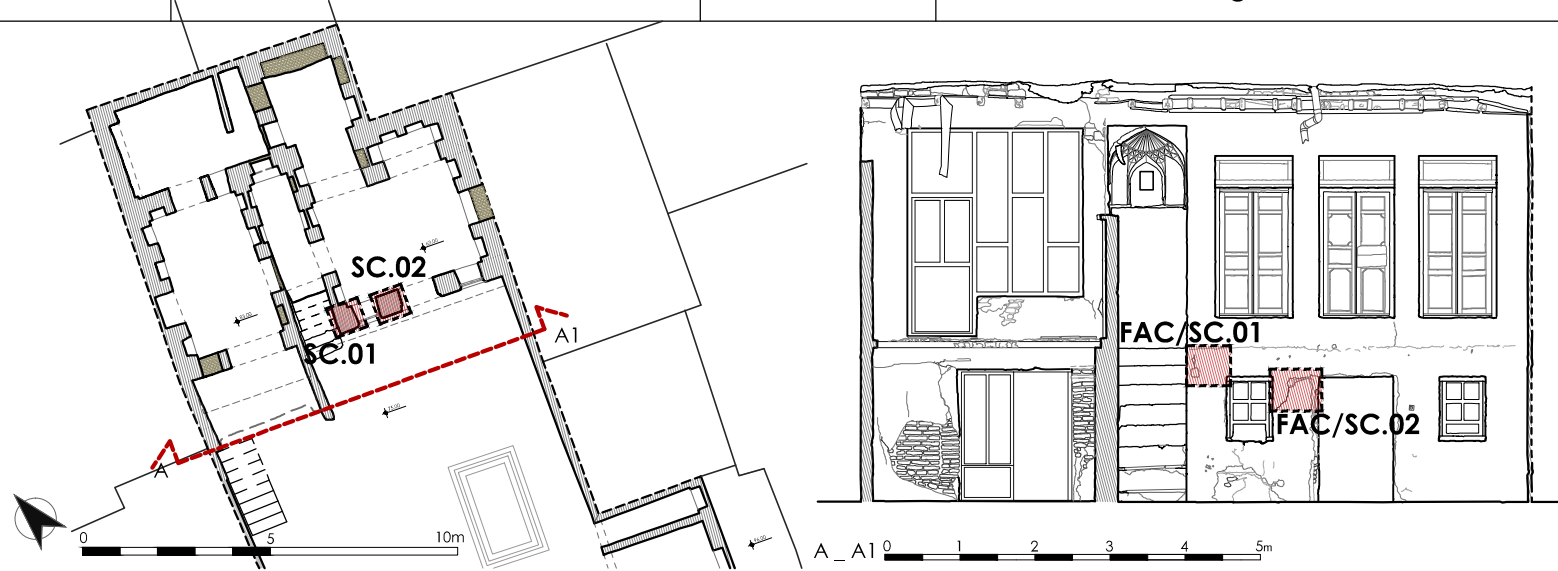 SC.02
SC.01
A1
A
0 5 10m
FAC/SC.01
FAC/SC.02
A _ A1
0 1 2 3 4 5m